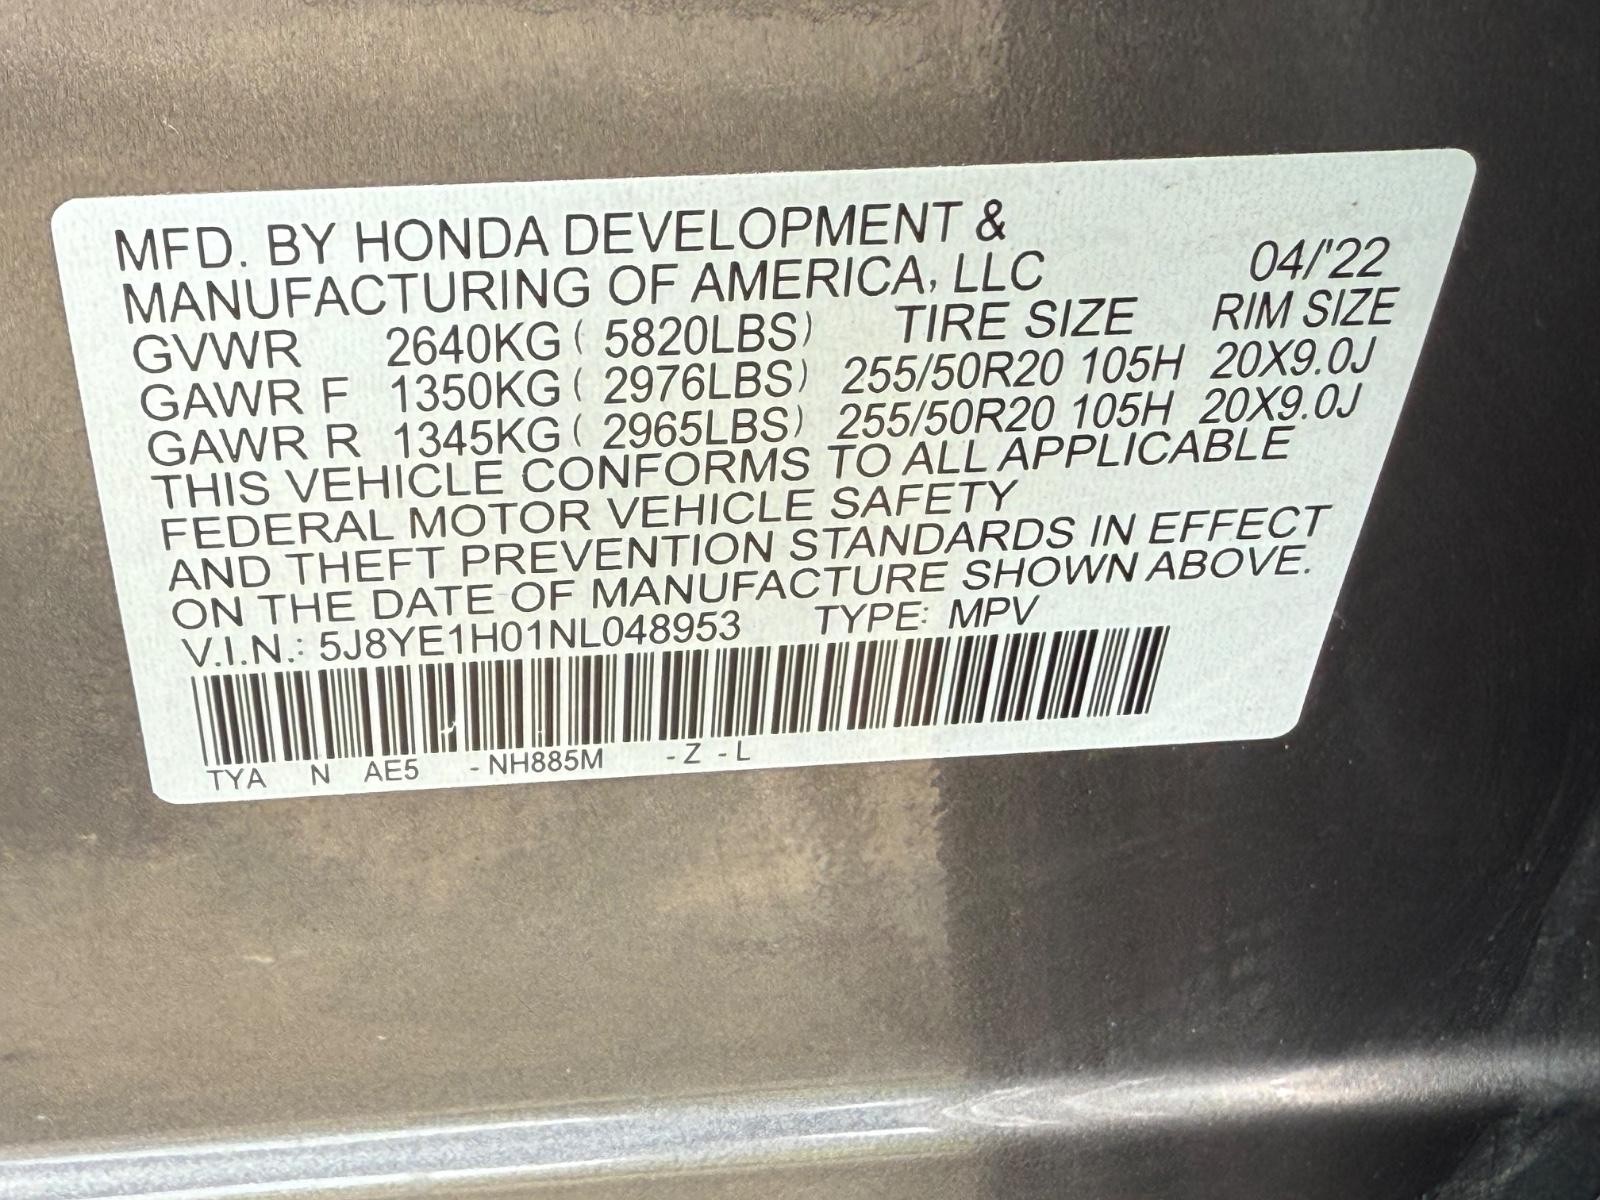 MFD. BY HONDA DEVELOPMENT &
MANUFACTURING OF AMERICA, LLC 04/'22
GVWR 2640KG ( 5820LBS) TIRE SIZE RIM SIZE
GAWR F 1350KG ( 2976LBS) 255/50R20 105H 20X9.0J
GAWR R 1345KG ( 2965LBS) 255/50R20 105H 20X9.0J
THIS VEHICLE CONFORMS TO ALL APPLICABLE
FEDERAL MOTOR VEHICLE SAFETY
AND THEFT PREVENTION STANDARDS IN EFFECT
ON THE DATE OF MANUFACTURE SHOWN ABOVE.
V.I.N.: 5J8YE1H01NL048953 TYPE: MPV
TYA N AE5 -NH885M -Z -L